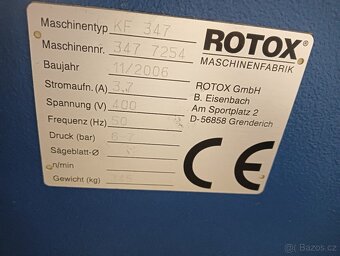 Maschinentyp KF 347
Maschinennr. 347 7254
Baujahr 11/2006
Stromaufn. (A) 3.7
Spannung (V) 400
Frequenz (Hz) 50
Druck (bar) 6-7
Sägeblatt-Ø
n/min
Gewicht (kg)
ROTOX®
MASCHINENFABRIK
ROTOX GmbH
B. Eisenbach
Am Sportplatz 2
D-56858 Grenderich
CE
Bazos.cz